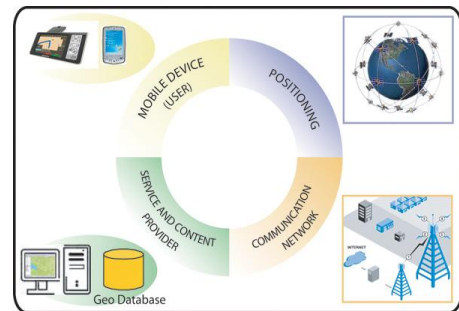 MOBILE DEVICE
(USER)
POSITIONING
SERVICE AND CONTENT
PROVIDER
COMMUNICATION
NETWORK
INTERNET
Geo Database